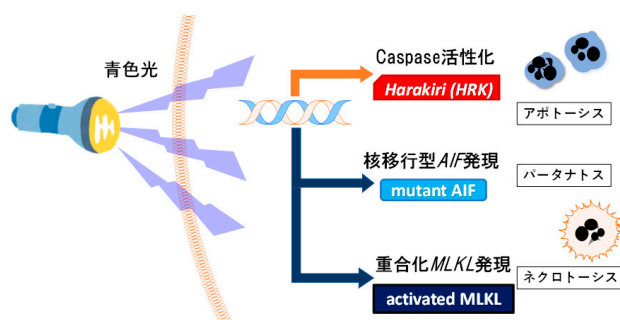 青色光
Caspase活性化
Harakiri (HRK)
アポトーシス
核移行型AIF発現
mutant AIF
パータナトス
重合化MLKL発現
activated MLKL
ネクロトーシス